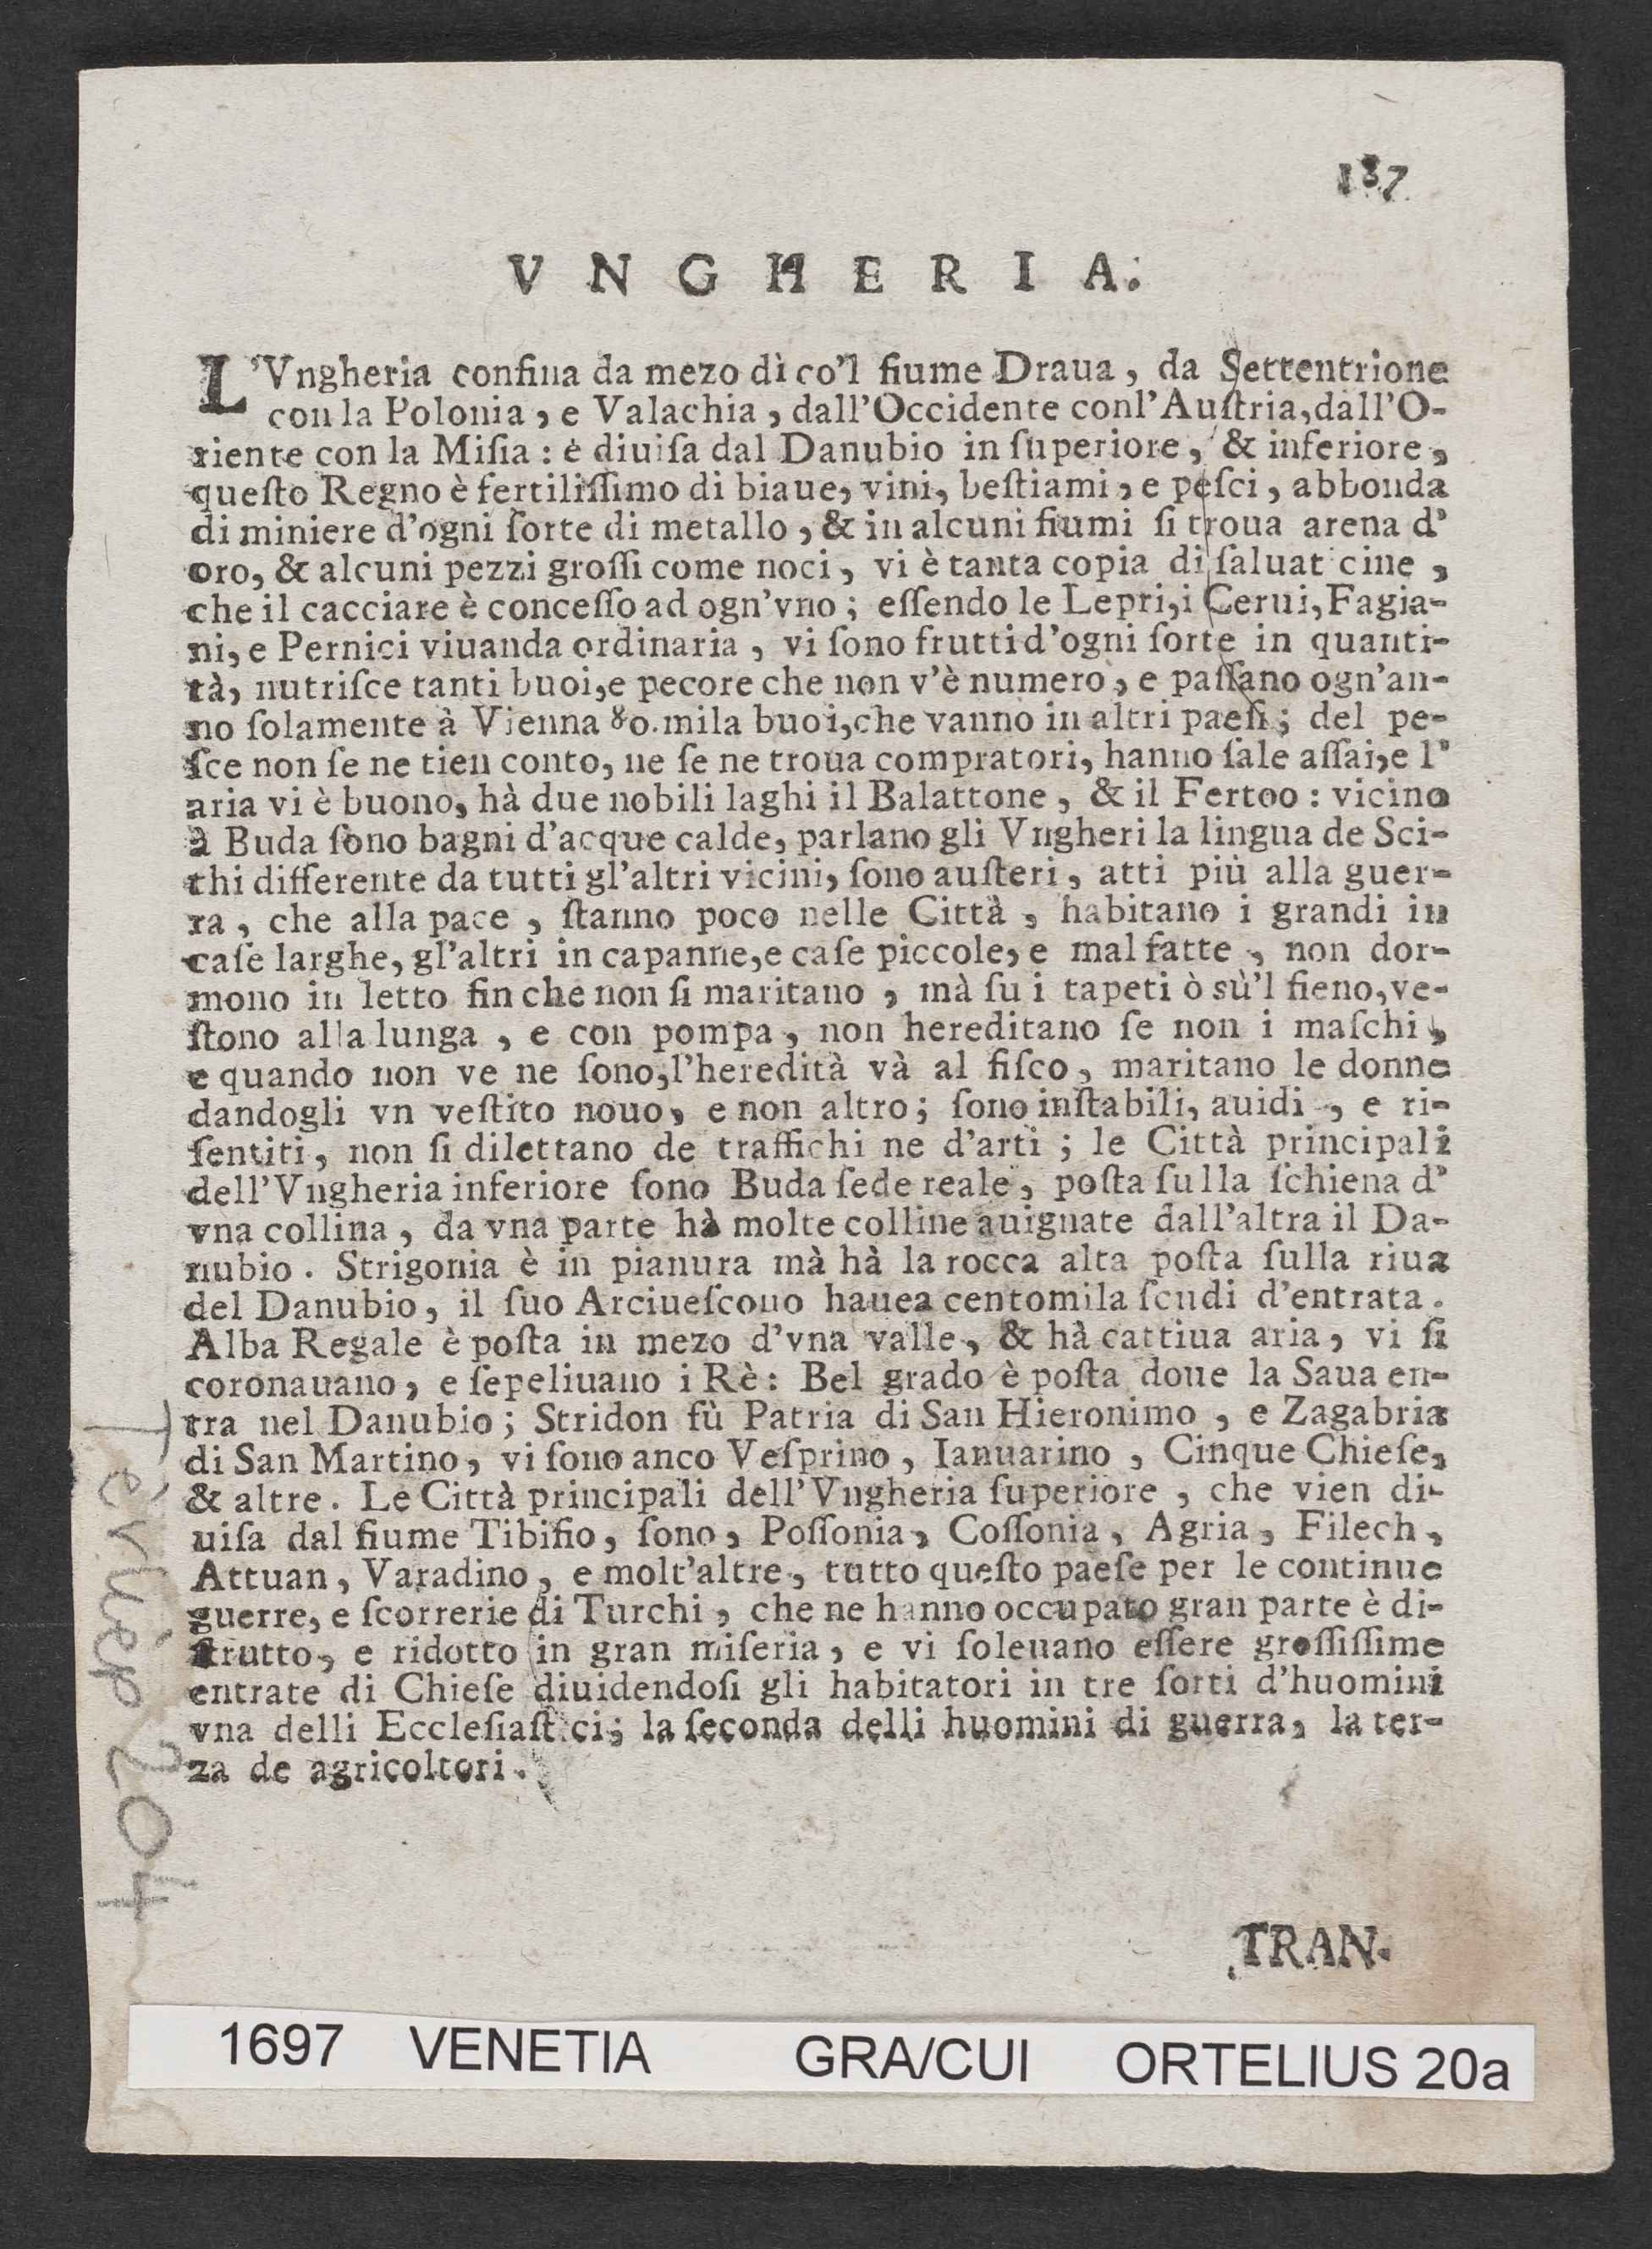 137
VNGHERIA.
L'Vngheria confina da mezo dì co'l fiume Draua, da Settentrione
con la Polonia, e Valachia, dall'Occidente conl'Auſtria,dall'O-
riente con la Miſia: è diuiſa dal Danubio in ſuperiore, & inferiore,
queſto Regno è fertiliſſimo di biaue, vini, beſtiami, e peſci, abbonda
di miniere d'ogni ſorte di metallo, & in alcuni fiumi ſi troua arena d'
oro, & alcuni pezzi groſſi come noci, vi è tanta copia di ſaluat cine,
che il cacciare è conceſſo ad ogn'vno; eſſendo le Lepri,i Cerui, Fagia-
ni, e Pernici viuanda ordinaria, vi ſono frutti d'ogni ſorte in quanti-
tà, nutriſce tanti buoi,e pecore che non v'è numero, e paſſano ogn'an-
no ſolamente à Vienna 80.mila buoi,che vanno in altri paeſi; del pe-
ſce non ſe ne tien conto, ne ſe ne troua compratori, hanno ſale aſſai,e l'
aria vi è buono, hà due nobili laghi il Balattone, & il Fertoo: vicino
à Buda ſono bagni d'acque calde, parlano gli Vngheri la lingua de Sci-
thi differente da tutti gl'altri vicini, ſono auſteri, atti più alla guer-
ra, che alla pace, ſtanno poco nelle Città, habitano i grandi in
caſe larghe, gl'altri in capanne,e caſe piccole, e mal fatte, non dor-
mono in letto fin che non ſi maritano, mà ſu i tapeti ò sù'l fieno,ve-
ſtono alla lunga, e con pompa, non hereditano ſe non i maſchi,
e quando non ve ne ſono,l'heredità và al fiſco, maritano le donne
dandogli vn veſtito nouo, e non altro; ſono inſtabili, auidi, e ri-
ſentiti, non ſi dilettano de traffichi ne d'arti; le Città principali
dell'Vngheria inferiore ſono Buda ſede reale, poſta ſulla ſchiena d'
vna collina, da vna parte hà molte colline auignate dall'altra il Da-
nubio. Strigonia è in pianura mà hà la rocca alta poſta ſulla riua
del Danubio, il ſuo Arciueſcouo hauea centomila ſcudi d'entrata.
Alba Regale è poſta in mezo d'vna valle, & hà cattiua aria, vi ſi
coronauano, e ſepeliuano i Rè: Bel grado è poſta doue la Saua en-
tra nel Danubio; Stridon fù Patria di San Hieronimo, e Zagabria
di San Martino, vi ſono anco Veſprino, Ianuarino, Cinque Chieſe,
& altre. Le Città principali dell'Vngheria ſuperiore, che vien di-
uiſa dal fiume Tibiſio, ſono, Poſſonia, Coſſonia, Agria, Filech,
Attuan, Varadino, e molt'altre, tutto queſto paeſe per le continue
guerre, e ſcorrerie di Turchi, che ne hanno occupato gran parte è di-
ſtrutto, e ridotto in gran miſeria, e vi ſoleuano eſſere groſſiſſime
entrate di Chieſe diuidendoſi gli habitatori in tre ſorti d'huomini
vna delli Eccleſiaſt ci; la ſeconda delli huomini di guerra, la ter-
za de agricoltori.
TRAN.
204
1697 VENETIA GRA/CUI ORTELIUS 20a